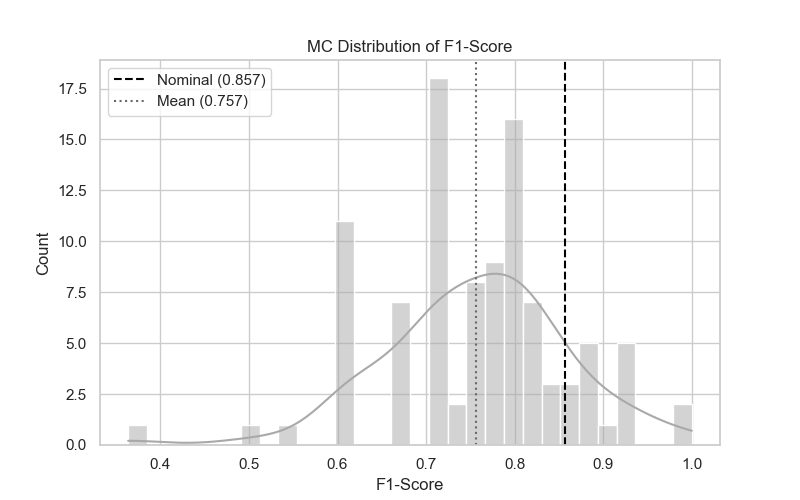 MC Distribution of F1-Score
Nominal (0.857)
Mean (0.757)
Count
17.5
15.0
12.5
10.0
7.5
5.0
2.5
0.0
0.4 0.5 0.6 0.7 0.8 0.9 1.0
F1-Score